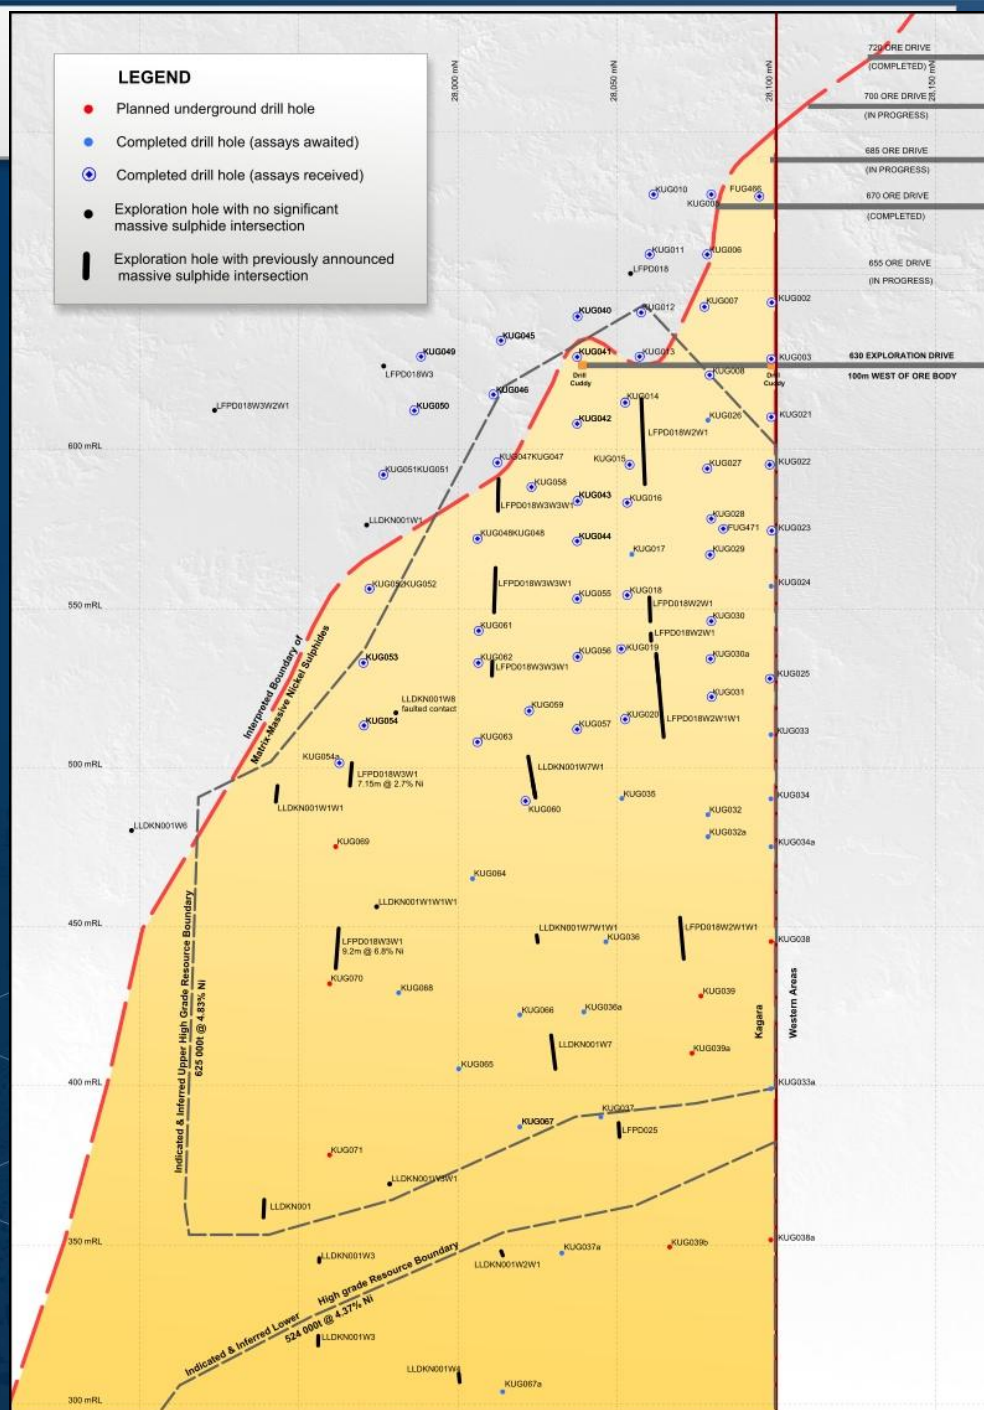 LEGEND
Planned underground drill hole
Completed drill hole (assays awaited)
Completed drill hole (assays received)
Exploration hole with no significant
massive sulphide intersection
Exploration hole with previously announced
massive sulphide intersection
28,000 mN
28,050 mN
28,100 mN
28,150 mN
720 ORE DRIVE
(COMPLETED)
700 ORE DRIVE
(IN PROGRESS)
685 ORE DRIVE
(IN PROGRESS)
670 ORE DRIVE
(COMPLETED)
655 ORE DRIVE
(IN PROGRESS)
630 EXPLORATION DRIVE
100m WEST OF ORE BODY
KUG010
FUG466
KUG005
KUG011
KUG006
LFPD018
KUG007
KUG002
KUG040
KUG012
KUG045
KUG049
KUG041
KUG013
KUG003
LFPD018W3
Drill
Cuddy
KUG008
Drill
Cuddy
KUG046
KUG014
LFPD018W3W2W1
KUG050
KUG042
KUG026
KUG021
LFPD018W2W1
600 mRL
KUG047KUG047
KUG015
KUG027
KUG022
KUG051KUG051
KUG058
LFPD018W3W3W1
KUG043
KUG016
LLDKN001W1
KUG028
FUG471
KUG023
KUG048KUG048
KUG044
KUG017
KUG029
KUG052KUG052
LFPD018W3W3W1
KUG055
KUG018
KUG024
LFPD018W2W1
550 mRL
KUG030
KUG061
LFPD018W2W1
KUG053
KUG062
LFPD018W3W3W1
KUG056
KUG019
KUG030a
KUG025
LLDKN001W8
faulted contact
KUG031
KUG054
KUG059
KUG020
LFPD018W2W1W1
KUG057
KUG063
KUG033
Interpreted Boundary of
Matrix-Massive Nickel Sulphides
KUG054a
500 mRL
LFPD018W3W1
7.15m @ 2.7% Ni
LLDKN001W7W1
LLDKN001W1W1
KUG060
KUG035
KUG034
KUG032
LLDKN001W6
KUG032a
KUG069
KUG034a
KUG064
LLDKN001W1W1W1
450 mRL
LLDKN001W7W1W1
LFPD018W2W1W1
KUG036
KUG038
LFPD018W3W1
9.2m @ 6.8% Ni
KUG070
KUG068
KUG039
KUG066
KUG036a
Kagara
Western Areas
LLDKN001W7
KUG039a
KUG065
400 mRL
KUG033a
KUG037
KUG067
LFPD025
KUG071
LLDKN001W3W1
LLDKN001
Indicated & Inferred Upper High Grade Resource Boundary
625 000t @ 4.83% Ni
350 mRL
KUG038a
KUG039b
KUG037a
LLDKN001W3
LLDKN001W2W1
Indicated & Inferred Lower High grade Resource Boundary
524 000t @ 4.37% Ni
LLDKN001W3
LLDKN001W4
KUG067a
300 mRL